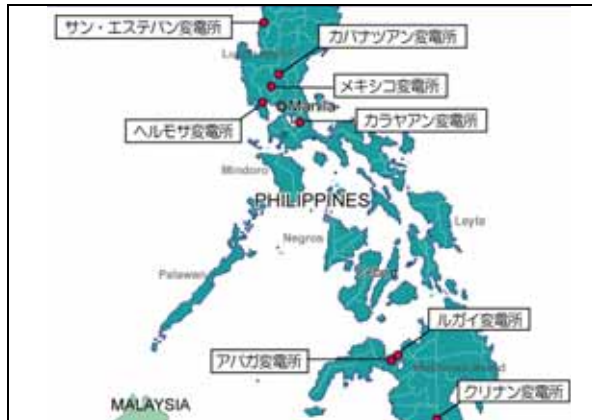 サン・エステバン変電所
カバナツアン変電所
メキシコ変電所
Manila
ヘルモサ変電所
カラヤアン変電所
Mindoro
PHILIPPINES
Leyte
Negros
Palawan
ルガイ変電所
アバガ変電所
クリナン変電所
MALAYSIA